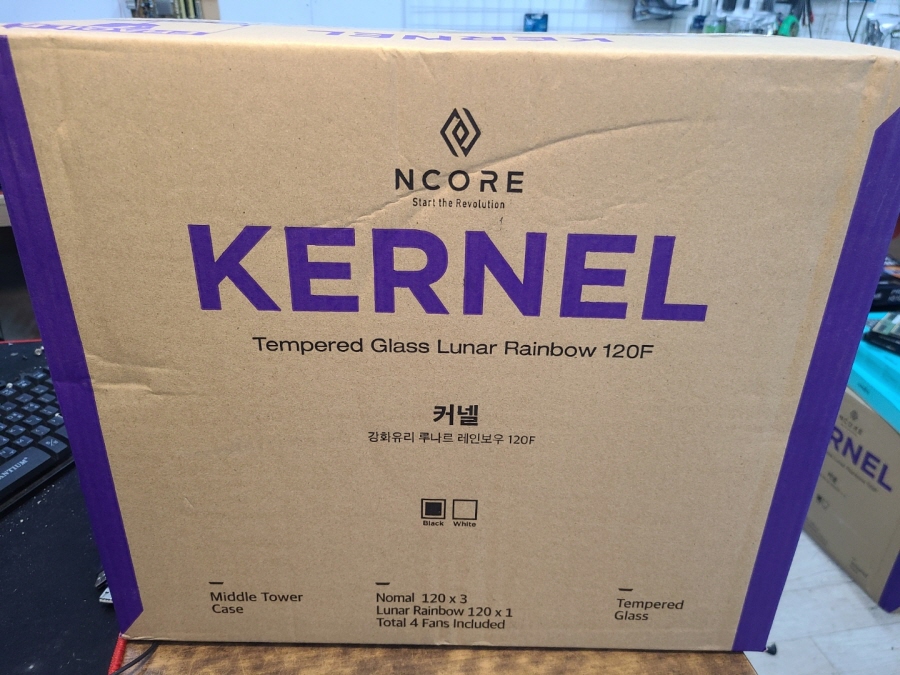 KERNEL
NCORE
Start the Revolution
KERNEL
Tempered Glass Lunar Rainbow 120F
커넬
강화유리 루나르 레인보우 120F
Black
White
Middle Tower
Case
Nomal 120 x 3
Lunar Rainbow 120 x 1
Total 4 Fans Included
Tempered
Glass
NCORE
RNEL